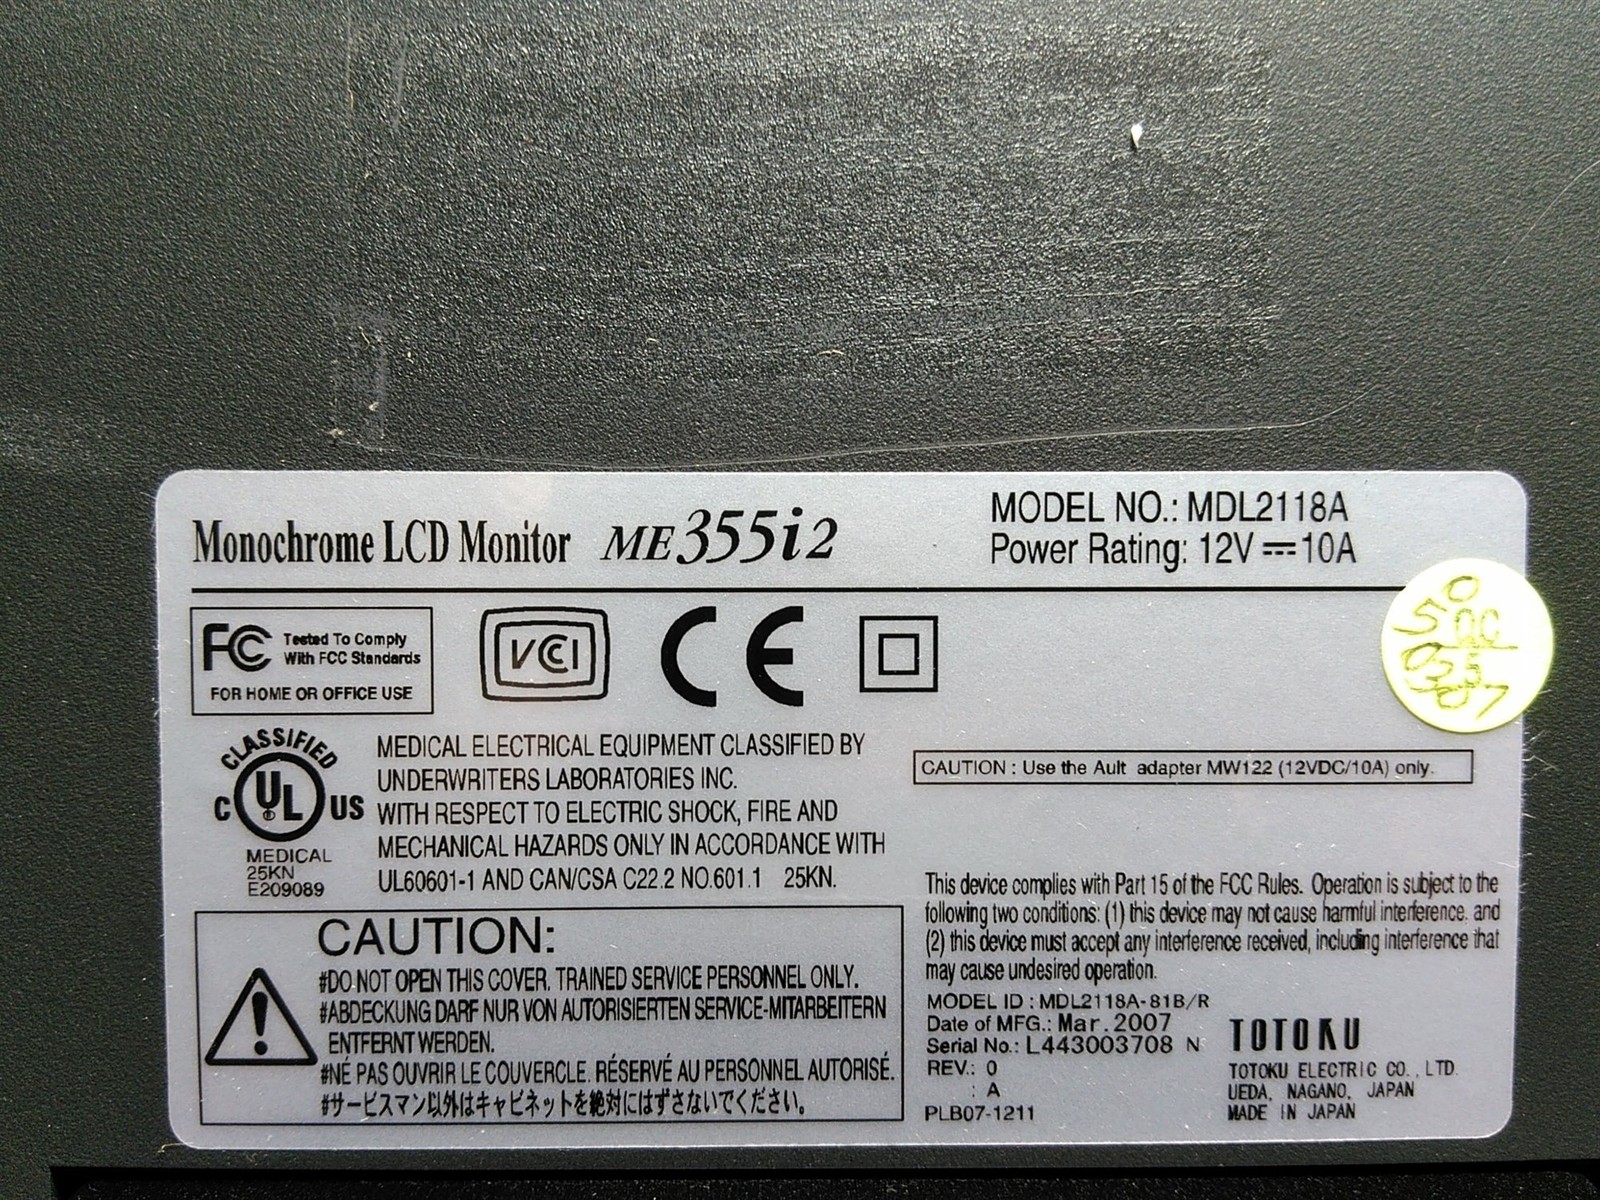 Monochrome LCD Monitor ME355i2
MODEL NO.: MDL2118A
Power Rating: 12V ⎓ 10A
FC Tested To Comply
With FCC Standards
FOR HOME OR OFFICE USE
VCCI
CE
CLASSIFIED
C UL US
MEDICAL
25KN
E209089
MEDICAL ELECTRICAL EQUIPMENT CLASSIFIED BY
UNDERWRITERS LABORATORIES INC.
WITH RESPECT TO ELECTRIC SHOCK, FIRE AND
MECHANICAL HAZARDS ONLY IN ACCORDANCE WITH
UL60601-1 AND CAN/CSA C22.2 NO.601.1 25KN.
CAUTION : Use the Ault adapter MW122 (12VDC/10A) only.
CAUTION:
#DO NOT OPEN THIS COVER. TRAINED SERVICE PERSONNEL ONLY.
#ABDECKUNG DARF NUR VON AUTORISIERTEN SERVICE-MITARBEITERN
ENTFERNT WERDEN.
#NÉ PAS OUVRIR LE COUVERCLE. RÉSERVÉ AU PERSONNEL AUTORISÉ.
#サービスマン以外はキャビネットを絶対にはずさないでください。
This device complies with Part 15 of the FCC Rules. Operation is subject to the
following two conditions: (1) this device may not cause harmful interference. and
(2) this device must accept any interference received, including interference that
may cause undesired operation.
MODEL ID : MDL2118A-81B/R
Date of MFG.: Mar. 2007
Serial No.: L443003708 N
REV.: 0
: A
PLB07-1211
TOTOKU
TOTOKU ELECTRIC CO., LTD.
UEDA, NAGANO, JAPAN
MADE IN JAPAN